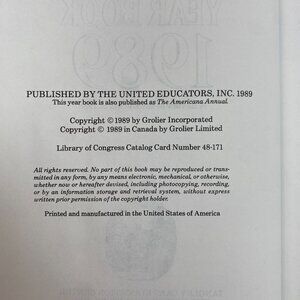 YEAR BOOK
1989
PUBLISHED BY THE UNITED EDUCATORS, INC. 1989
This year book is also published as The Americana Annual.
Copyright © 1989 by Grolier Incorporated
Copyright © 1989 in Canada by Grolier Limited
Library of Congress Catalog Card Number 48-171
All rights reserved. No part of this book may be reproduced or trans-
mitted in any form, by any means electronic, mechanical, or otherwise,
whether now or hereafter devised, including photocopying, recording,
or by an information storage and retrieval system, without express
written prior permission of the copyright holder.
Printed and manufactured in the United States of America